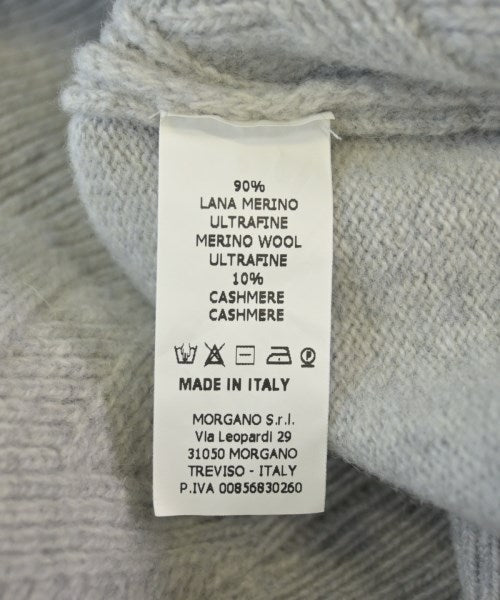 90%
LANA MERINO
ULTRAFINE
MERINO WOOL
ULTRAFINE
10%
CASHMERE
CASHMERE
MADE IN ITALY
MORGANO S.r.l.
Via Leopardi 29
31050 MORGANO
TREVISO - ITALY
P.IVA 00856830260